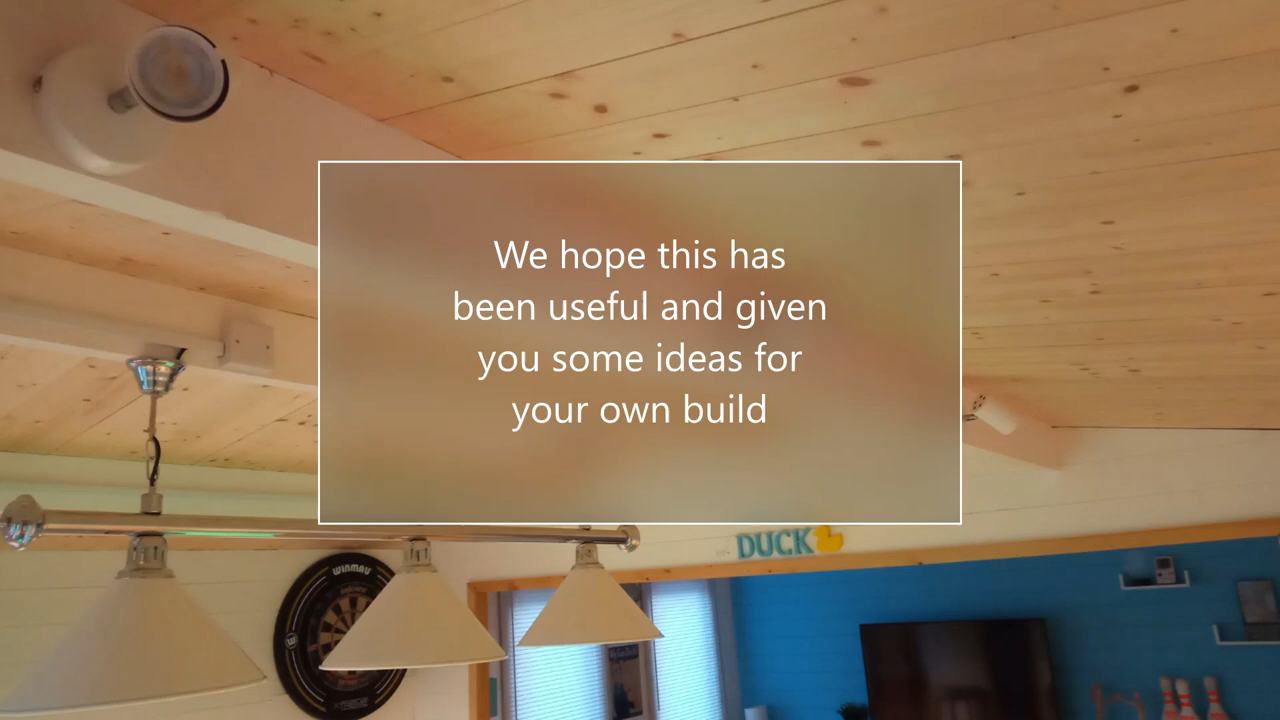 We hope this has
been useful and given
you some ideas for
your own build
DUCK
WINMAU